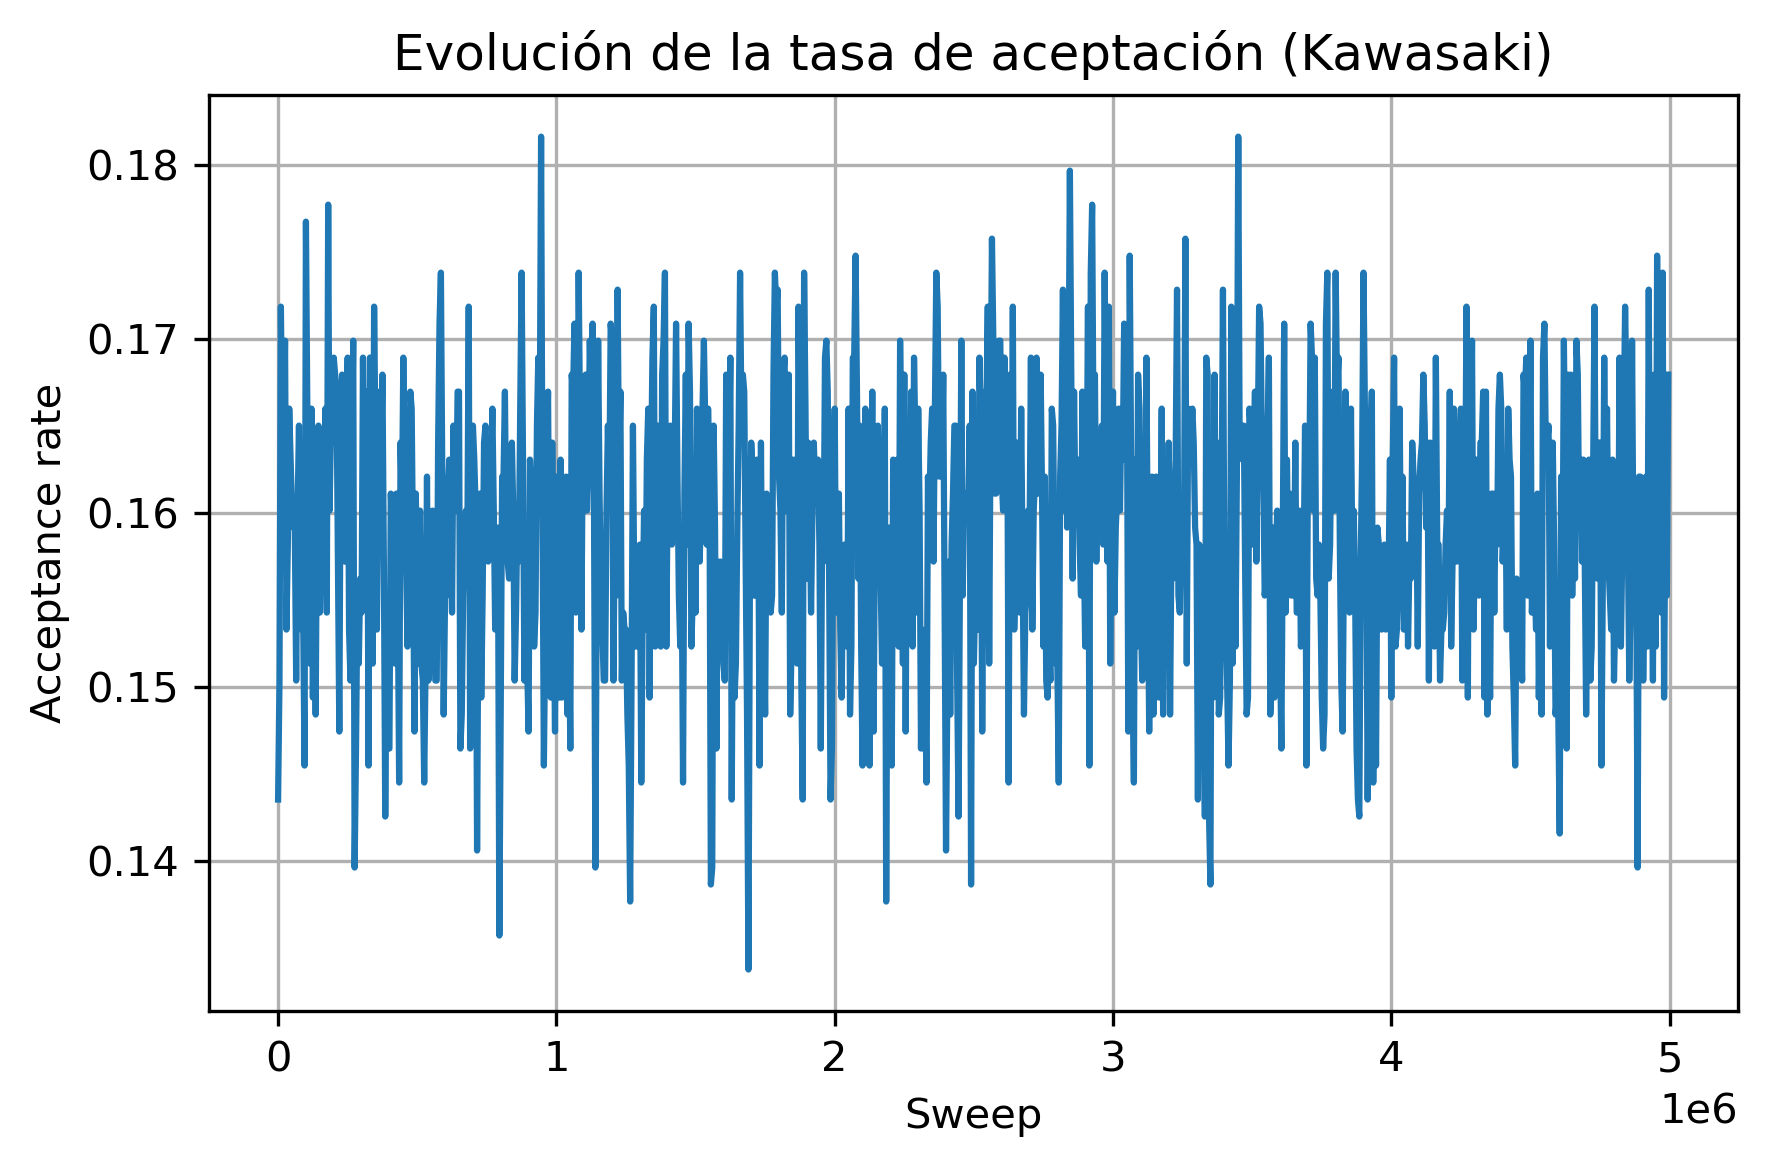 Evolución de la tasa de aceptación (Kawasaki)
Acceptance rate
0.18
0.17
0.16
0.15
0.14
0 1 2 3 4 5
1e6
Sweep